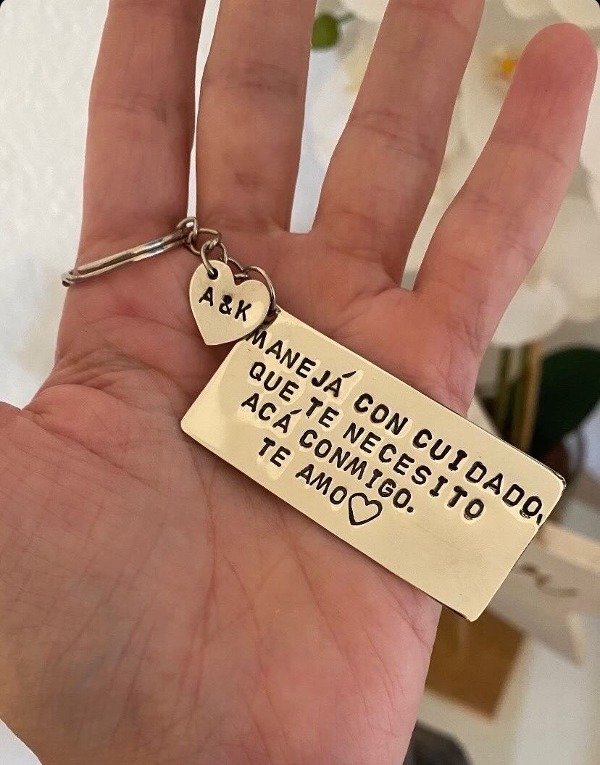 A & K
MANEJÁ CON CUIDADO,
QUE TE NECESITO
ACÁ CONMIGO.
TE AMO♡